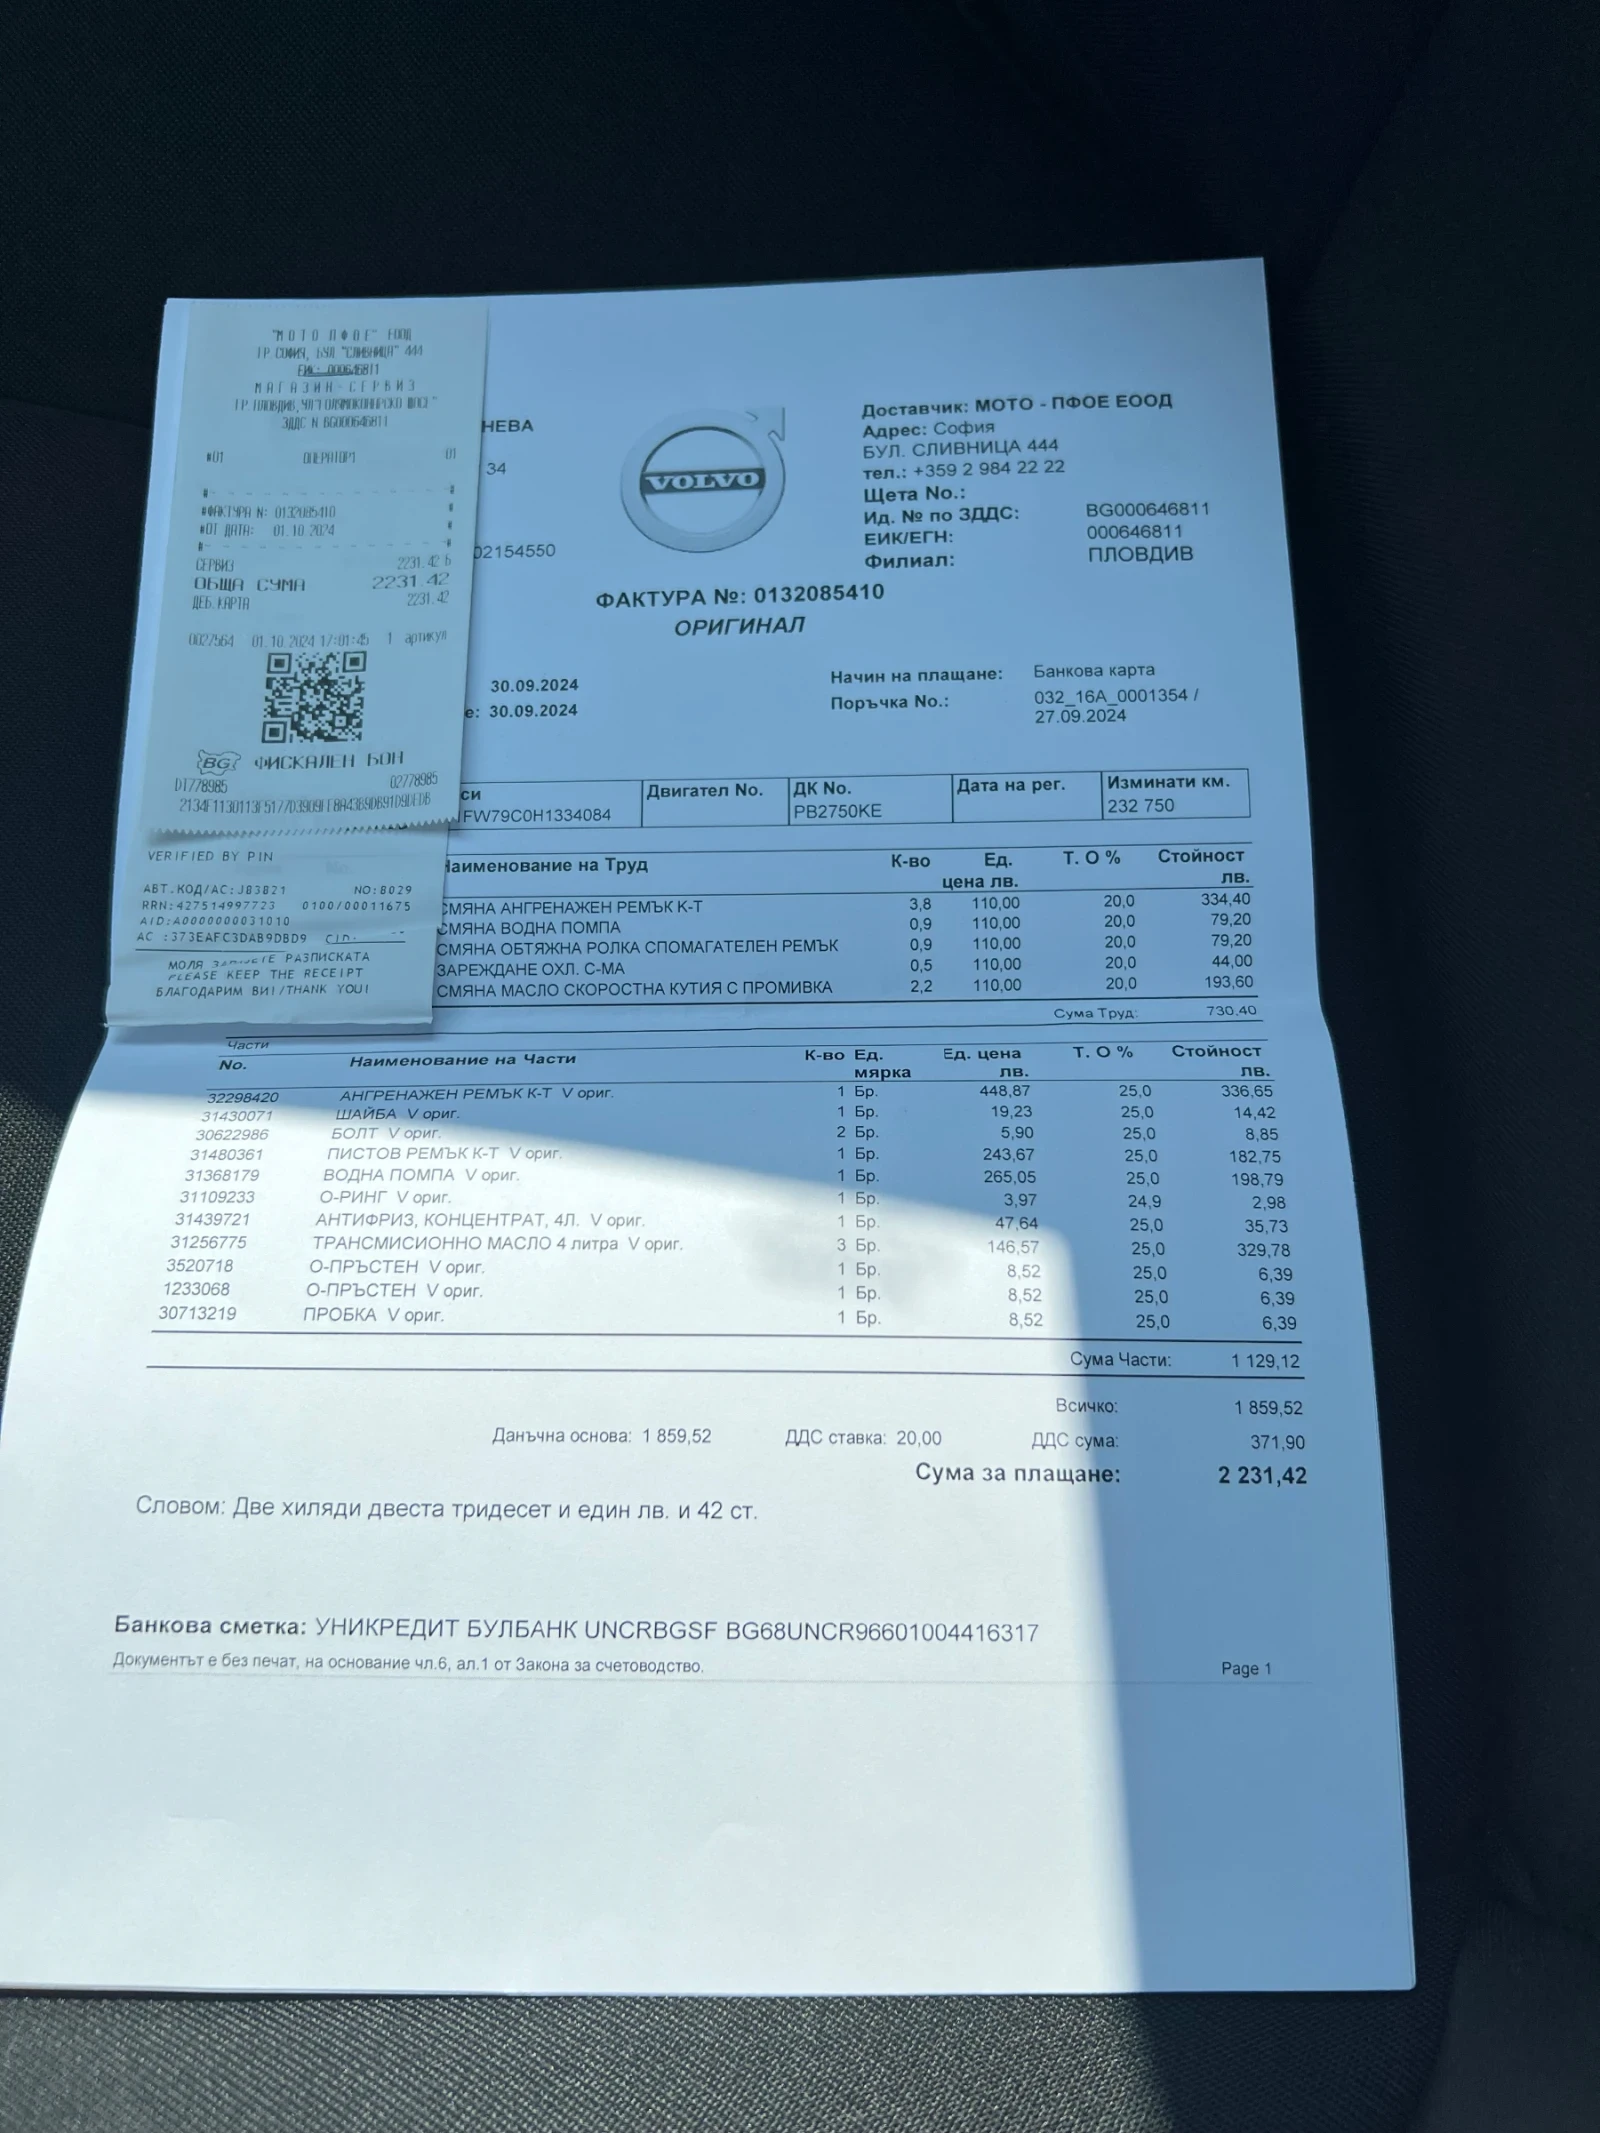 "МОТО ПФОЕ" ЕООД
ГР. СОФИЯ, БУЛ "СЛИВНИЦА" 444
ЕИК: 000646811
МАГАЗИН-СЕРВИЗ
ГР. ПЛОВДИВ,
ЗДДС N BG000646811
#01 ОПЕРАТОР1 01
#ФАКТУРА N: 0132085410
#ОТ ДАТА: 01.10.2024
СЕРВИЗ 2231.42 Б
ОБЩА СУМА 2231.42
ДЕБ.КАРТА 2231.42
0027564 01.10.2024 17:01:45 1 артикул
BG ФИСКАЛЕН БОН
DT778985 02778985
VERIFIED BY PIN
АВТ.КОД/AC:J83821 NO:8029
RRN:427514997723 0100/00011675
AID:A0000000031010
AC :373EAFC3DAB9DBD9
МОЛЯ РАЗПИСКАТА
PLEASE KEEP THE RECEIPT
БЛАГОДАРИМ ВИ!/THANK YOU!
НЕВА
34
02154550
VOLVO
Доставчик: МОТО - ПФОЕ ЕООД
Адрес: София
БУЛ. СЛИВНИЦА 444
тел.: +359 2 984 22 22
Щета No.:
Ид. № по ЗДДС: BG000646811
ЕИК/ЕГН: 000646811
Филиал: ПЛОВДИВ
ФАКТУРА №: 0132085410
ОРИГИНАЛ
30.09.2024
е: 30.09.2024
Начин на плащане: Банкова карта
Поръчка No.: 032_16A_0001354 /
27.09.2024
си Двигател No. ДК No. Дата на рег. Изминати км.
FW79C0H1334084 PB2750KE 232 750
Наименование на Труд К-во Ед. Т. О % Стойност
цена лв. лв.
СМЯНА АНГРЕНАЖЕН РЕМЪК К-Т 3,8 110,00 20,0 334,40
СМЯНА ВОДНА ПОМПА 0,9 110,00 20,0 79,20
СМЯНА ОБТЯЖНА РОЛКА СПОМАГАТЕЛЕН РЕМЪК 0,9 110,00 20,0 79,20
ЗАРЕЖДАНЕ ОХЛ. С-МА 0,5 110,00 20,0 44,00
СМЯНА МАСЛО СКОРОСТНА КУТИЯ С ПРОМИВКА 2,2 110,00 20,0 193,60
Сума Труд: 730,40
Части
No. Наименование на Части К-во Ед. Ед. цена Т. О % Стойност
мярка лв. лв.
32298420 АНГРЕНАЖЕН РЕМЪК К-Т V ориг. 1 Бр. 448,87 25,0 336,65
31430071 ШАЙБА V ориг. 1 Бр. 19,23 25,0 14,42
30622986 БОЛТ V ориг. 2 Бр. 5,90 25,0 8,85
31480361 ПИСТОВ РЕМЪК К-Т V ориг. 1 Бр. 243,67 25,0 182,75
31368179 ВОДНА ПОМПА V ориг. 1 Бр. 265,05 25,0 198,79
31109233 О-РИНГ V ориг. 1 Бр. 3,97 24,9 2,98
31439721 АНТИФРИЗ, КОНЦЕНТРАТ, 4Л. V ориг. 1 Бр. 47,64 25,0 35,73
31256775 ТРАНСМИСИОННО МАСЛО 4 литра V ориг. 3 Бр. 146,57 25,0 329,78
3520718 О-ПРЪСТЕН V ориг. 1 Бр. 8,52 25,0 6,39
1233068 О-ПРЪСТЕН V ориг. 1 Бр. 8,52 25,0 6,39
30713219 ПРОБКА V ориг. 1 Бр. 8,52 25,0 6,39
Сума Части: 1 129,12
Всичко: 1 859,52
Данъчна основа: 1 859,52 ДДС ставка: 20,00 ДДС сума: 371,90
Сума за плащане: 2 231,42
Словом: Две хиляди двеста тридесет и един лв. и 42 ст.
Банкова сметка: УНИКРЕДИТ БУЛБАНК UNCRBGSF BG68UNCR96601004416317
Документът е без печат, на основание чл.6, ал.1 от Закона за счетоводство.
Page 1